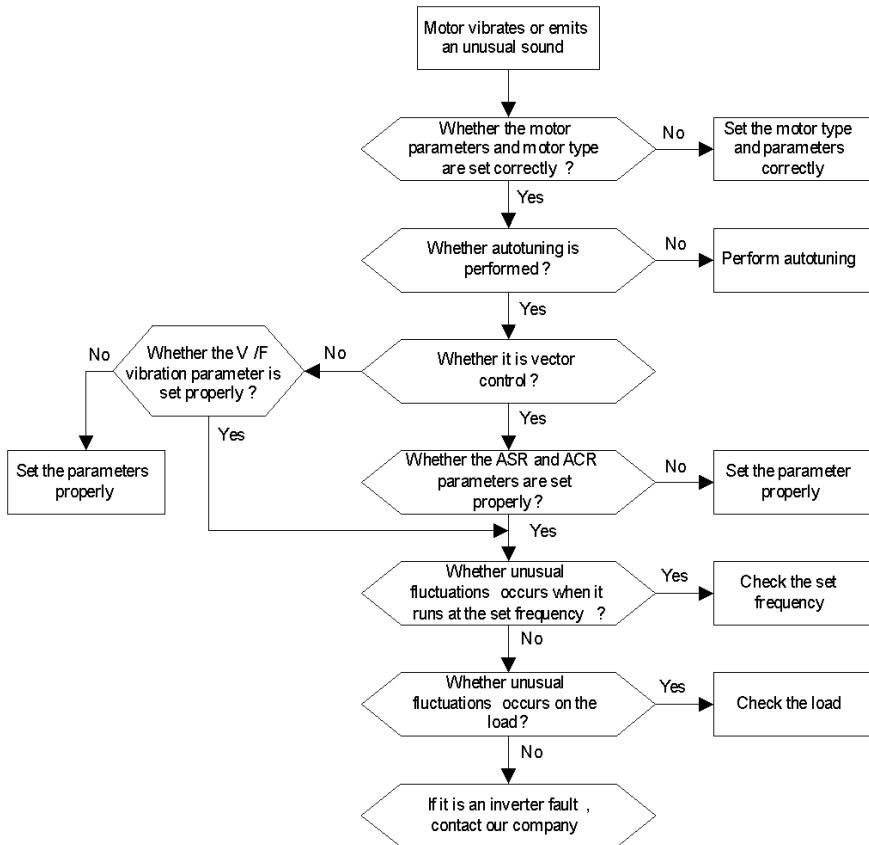 Motor vibrates or emits
an unusual sound
Whether the motor
parameters and motor type
are set correctly ?
No
Set the motor type
and parameters
correctly
Yes
Whether autotuning is
performed ?
No
Perform autotuning
Yes
No
Whether the V /F
vibration parameter is
set properly ?
No
Whether it is vector
control ?
Yes
Yes
Set the parameters
properly
Whether the ASR and ACR
parameters are set
properly ?
No
Set the parameter
properly
Yes
Whether unusual
fluctuations occurs when it
runs at the set frequency ?
Yes
Check the set
frequency
No
Whether unusual
fluctuations occurs on the
load ?
Yes
Check the load
No
If it is an inverter fault ,
contact our company